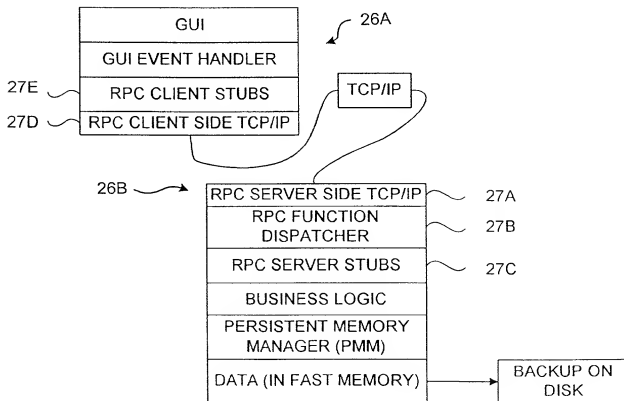 GUI
26A
GUI EVENT HANDLER
27E
RPC CLIENT STUBS
TCP/IP
27D
RPC CLIENT SIDE TCP/IP
26B
RPC SERVER SIDE TCP/IP
27A
RPC FUNCTION
DISPATCHER
27B
RPC SERVER STUBS
27C
BUSINESS LOGIC
PERSISTENT MEMORY
MANAGER (PMM)
DATA (IN FAST MEMORY)
BACKUP ON
DISK